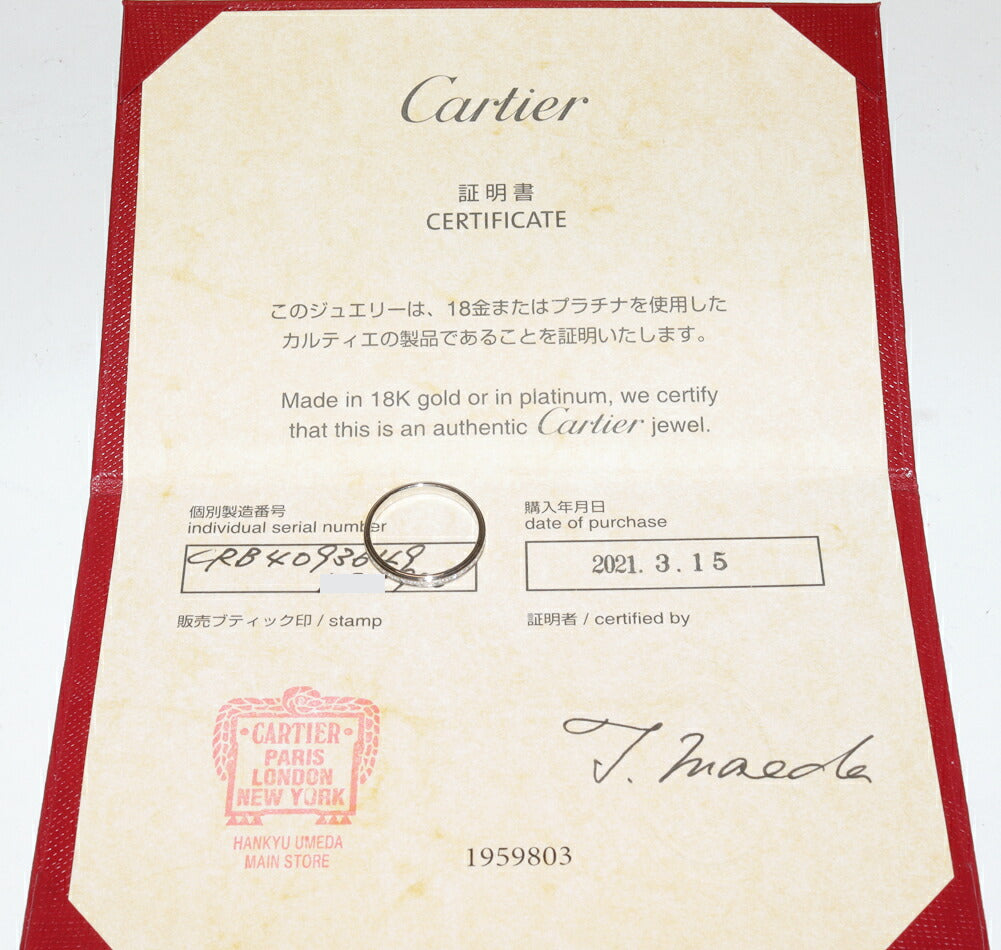 Cartier
証明書
CERTIFICATE
このジュエリーは、18金またはプラチナを使用した
カルティエの製品であることを証明いたします。
Made in 18K gold or in platinum, we certify
that this is an authentic Cartier jewel.
個別製造番号
individual serial number
CRB4093649
購入年月日
date of purchase
2021. 3. 15
販売ブティック印 / stamp
証明者 / certified by
CARTIER
PARIS
LONDON
NEW YORK
HANKYU UMEDA
MAIN STORE
T. Maeda
1959803